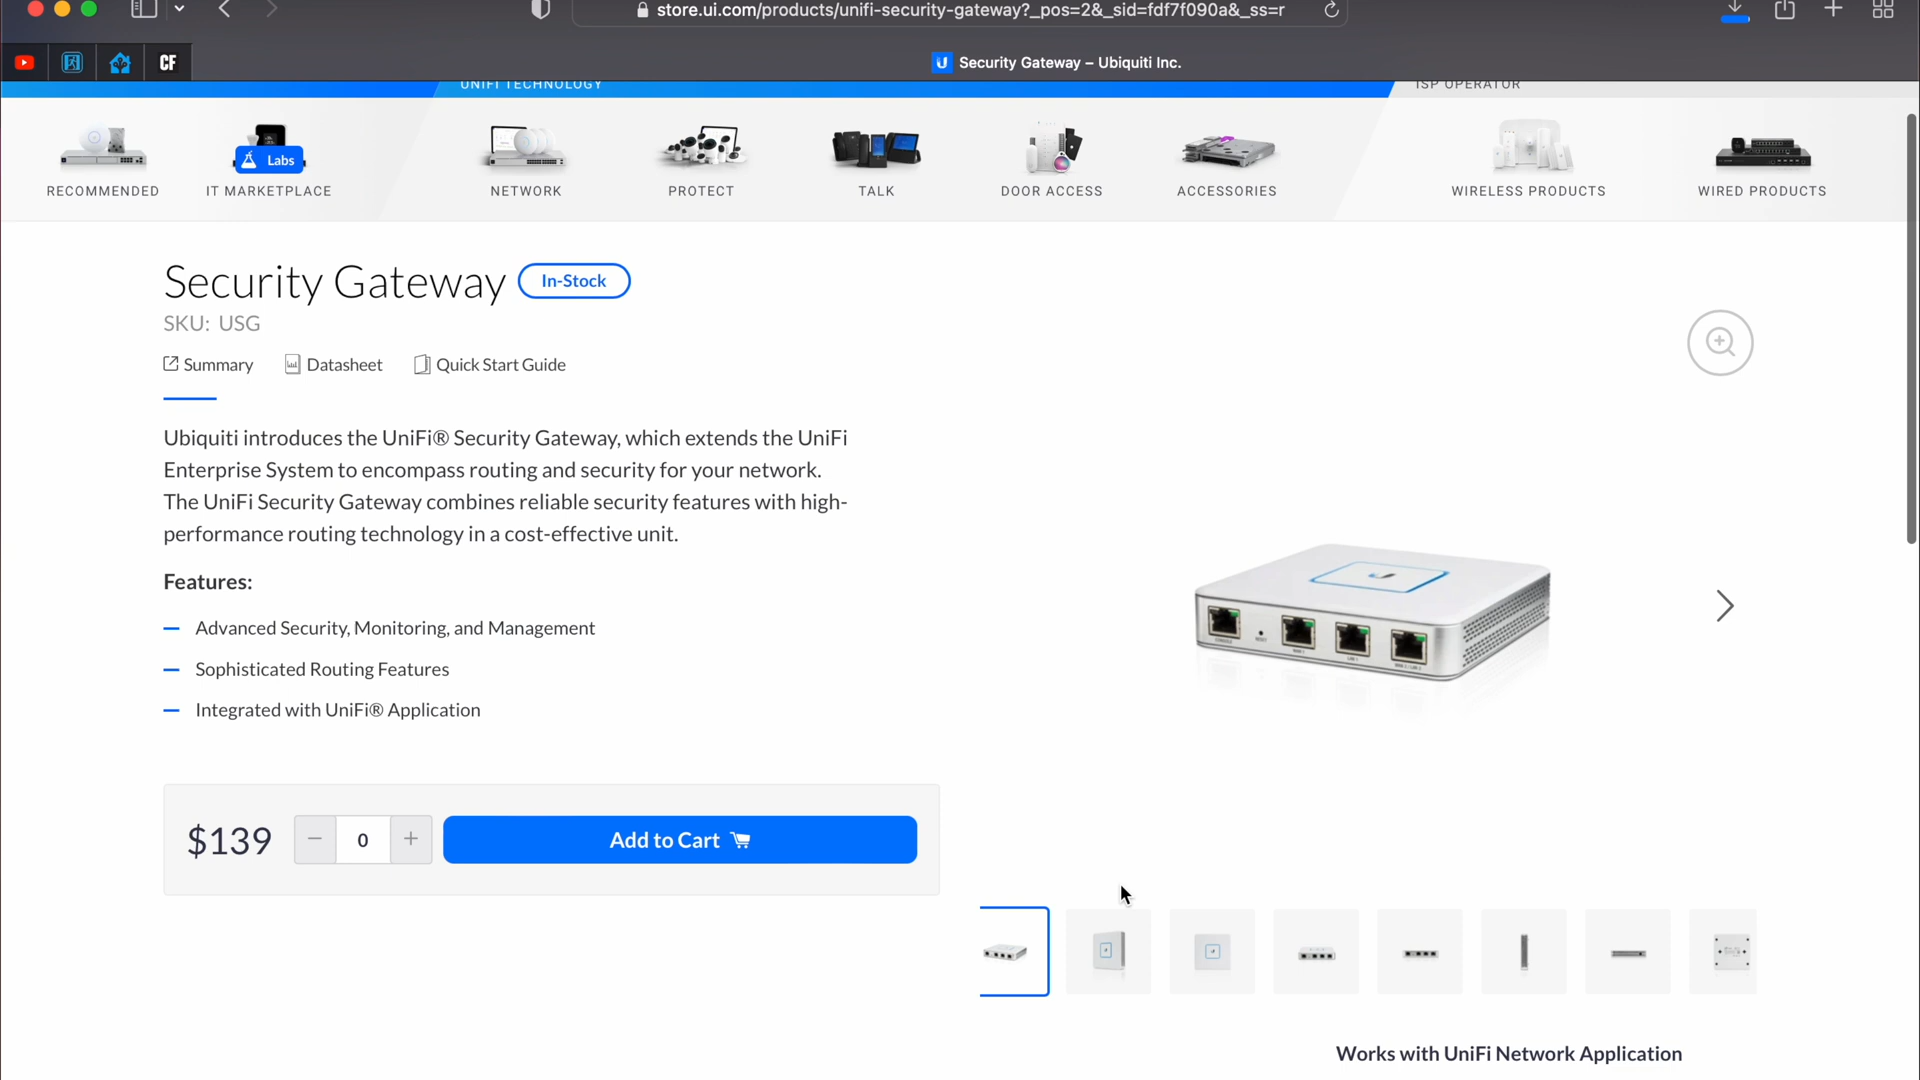 store.ui.com/products/unifi-security-gateway?_pos=2&_sid=fdf7f090a&_ss=r
CF
Security Gateway – Ubiquiti Inc.
UNIFI TECHNOLOGY
ISP OPERATOR
Labs
RECOMMENDED
IT MARKETPLACE
NETWORK
PROTECT
TALK
DOOR ACCESS
ACCESSORIES
WIRELESS PRODUCTS
WIRED PRODUCTS
Security Gateway
In-Stock
SKU: USG
Summary
Datasheet
Quick Start Guide
Ubiquiti introduces the UniFi® Security Gateway, which extends the UniFi
Enterprise System to encompass routing and security for your network.
The UniFi Security Gateway combines reliable security features with high-
performance routing technology in a cost-effective unit.
Features:
Advanced Security, Monitoring, and Management
Sophisticated Routing Features
Integrated with UniFi® Application
$139
0
Add to Cart
Works with UniFi Network Application